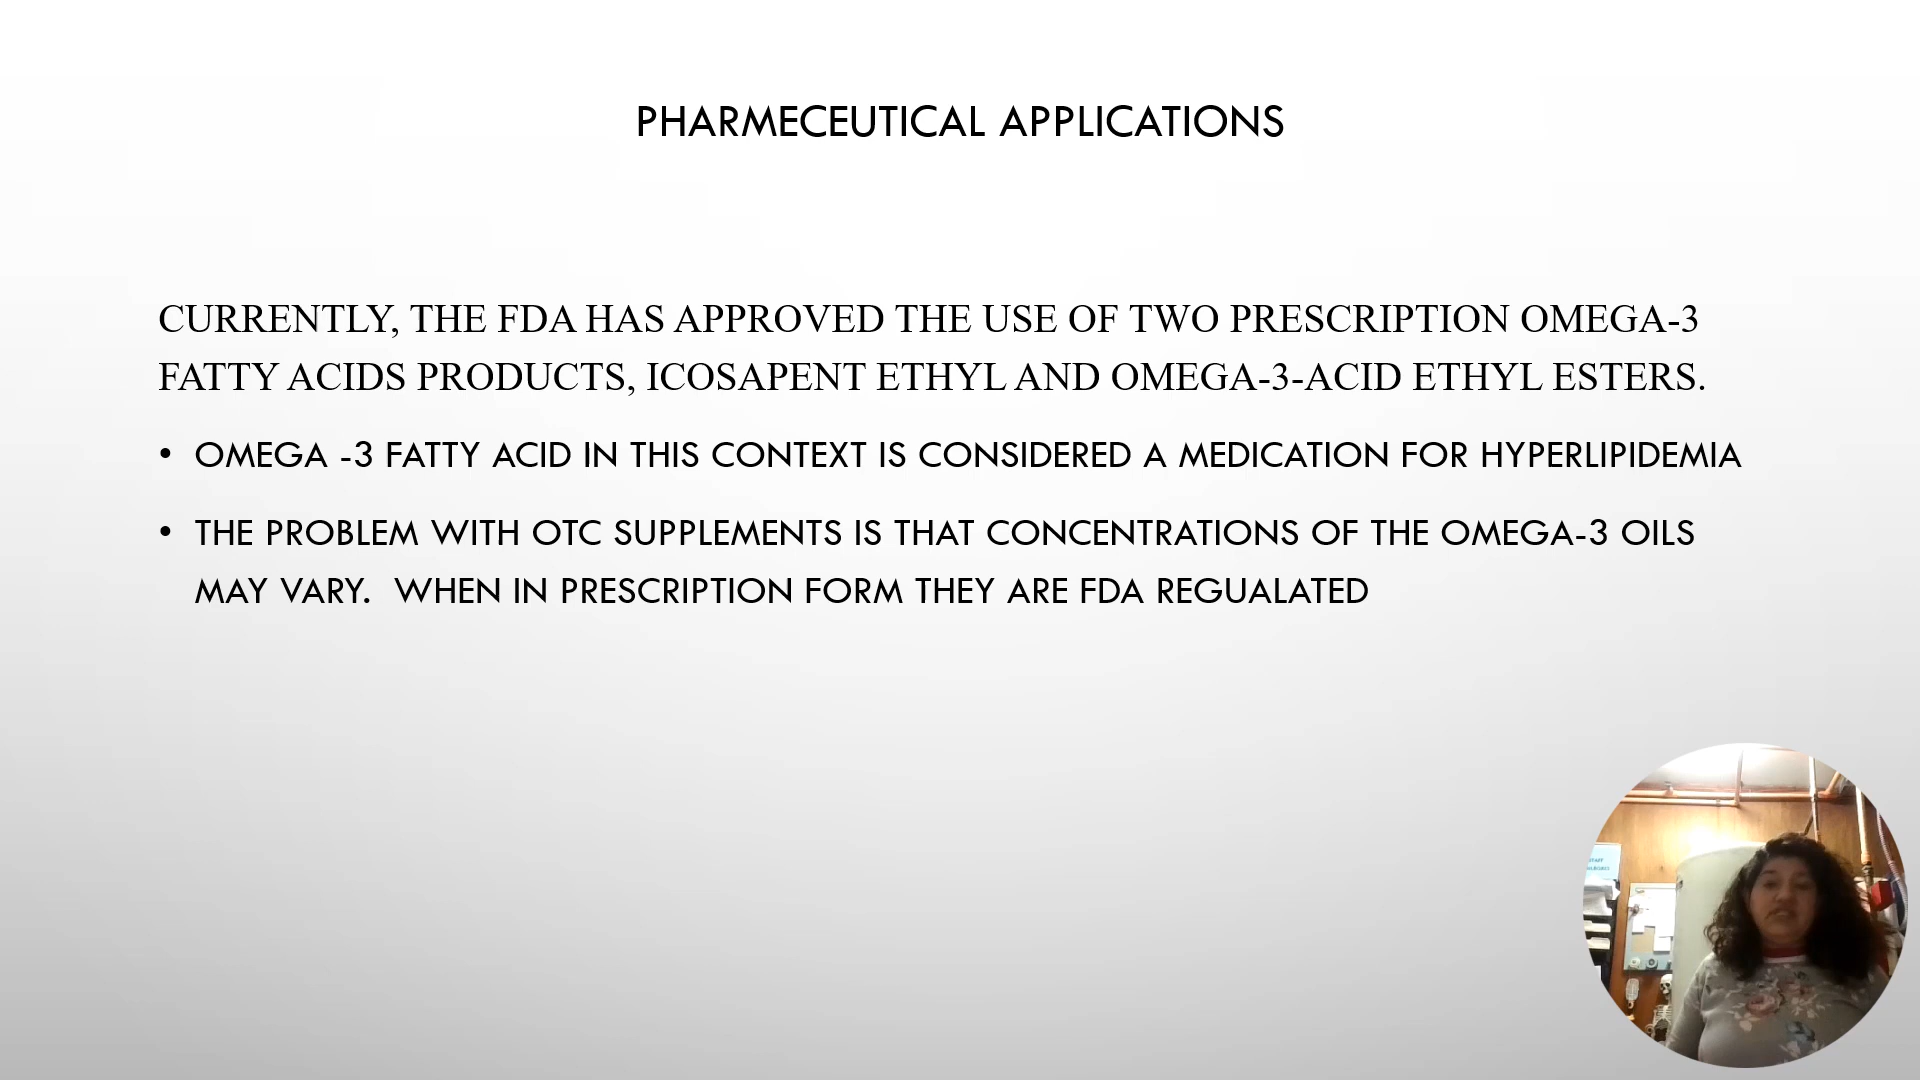 PHARMECEUTICAL APPLICATIONS
CURRENTLY, THE FDA HAS APPROVED THE USE OF TWO PRESCRIPTION OMEGA-3
FATTY ACIDS PRODUCTS, ICOSAPENT ETHYL AND OMEGA-3-ACID ETHYL ESTERS.
• OMEGA -3 FATTY ACID IN THIS CONTEXT IS CONSIDERED A MEDICATION FOR HYPERLIPIDEMIA
• THE PROBLEM WITH OTC SUPPLEMENTS IS THAT CONCENTRATIONS OF THE OMEGA-3 OILS
MAY VARY. WHEN IN PRESCRIPTION FORM THEY ARE FDA REGUALATED